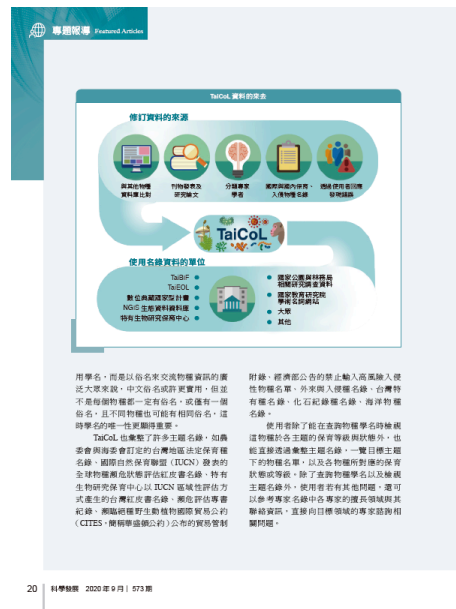 專題報導 Featured Articles
TaiCoL 資料的來去
修訂資料的來源
與其他物種
資料庫比對
刊物發表及
研究論文
分類專家
學者
國際與國內保育、
入侵物種名錄
透過使用者回應
發現錯誤
TaiCoL
使用名錄資料的單位
TaiBIF
TaiEOL
數位典藏國家型計畫
NGIS 生態資料資料庫
特有生物研究保育中心
國家公園與林務局
相關研究調查資料
國家教育研究院
學術名詞網站
大眾
其他
用學名,而是以俗名來交流物種資訊的廣
泛大眾來說,中文俗名或許更實用,但並
不是每個物種都一定有俗名,或僅有一個
俗名,且不同物種也可能有相同俗名,這
時學名的唯一性更顯得重要。
TaiCoL 也彙整了許多主題名錄,如農
委會與海委會訂定的台灣地區法定保育種
名錄、國際自然保育聯盟(IUCN)發表的
全球物種瀕危狀態評估紅皮書名錄、特有
生物研究保育中心以 IUCN 區域性評估方
式產生的台灣紅皮書名錄、瀕危評估專書
紀錄、瀕臨絕種野生動植物國際貿易公約
(CITES,簡稱華盛頓公約)公布的貿易管制
附錄、經濟部公告的禁止輸入高風險入侵
性物種名單、外來與入侵種名錄、台灣特
有種名錄、化石紀錄種名錄、海洋物種
名錄。
使用者除了能在查詢物種學名時檢視
這物種於各主題的保育等級與狀態外,也
能直接透過彙整主題名錄,一覽目標主題
下的物種名單,以及各物種所對應的保育
狀態或等級。除了查詢物種學名以及檢視
主題名錄外,使用者若有其他問題,還可
以參考專家名錄中各專家的擅長領域與其
聯絡資訊,直接向目標領域的專家諮詢相
關問題。
20 科學發展 2020 年 9 月│573 期